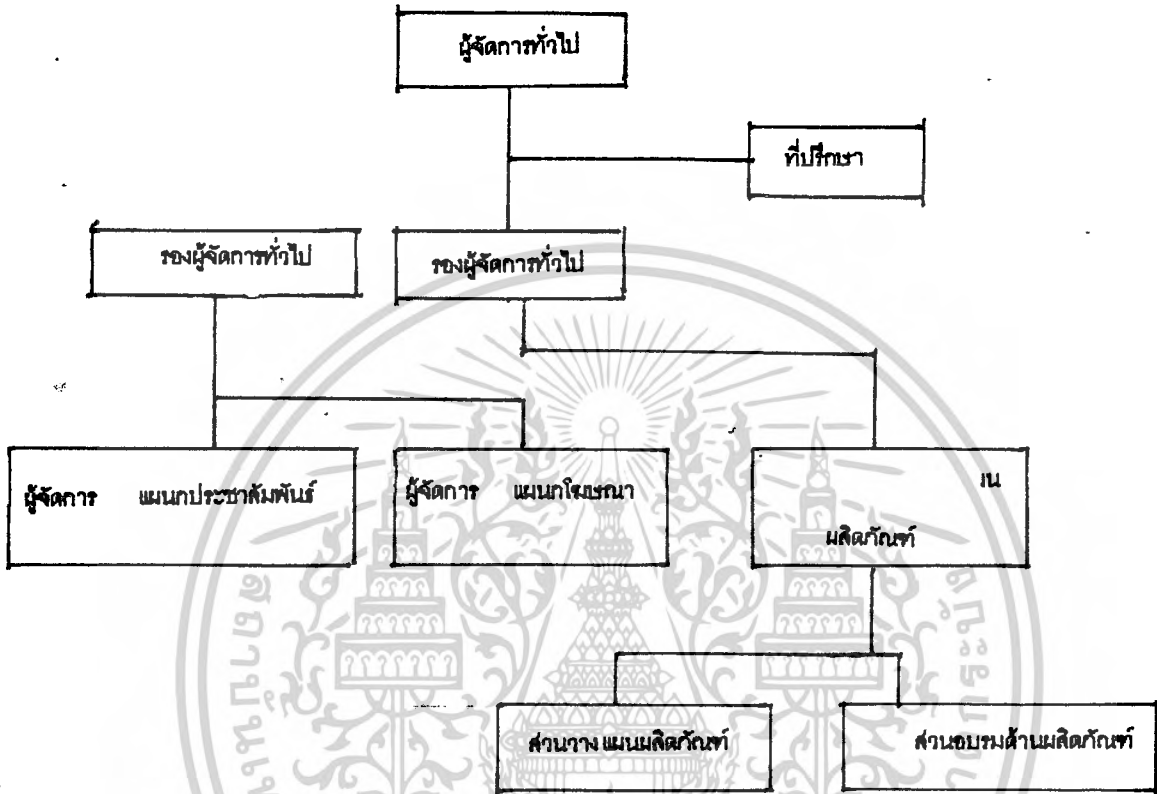 ผู้จัดการทั่วไป
ที่ปรึกษา
รองผู้จัดการทั่วไป
รองผู้จัดการทั่วไป
ผู้จัดการ แผนกประชาสัมพันธ์
ผู้จัดการ แผนกโฆษณา
ผลิตภัณฑ์
ส่วนวางแผนผลิตภัณฑ์
ส่วนอบรมด้านผลิตภัณฑ์